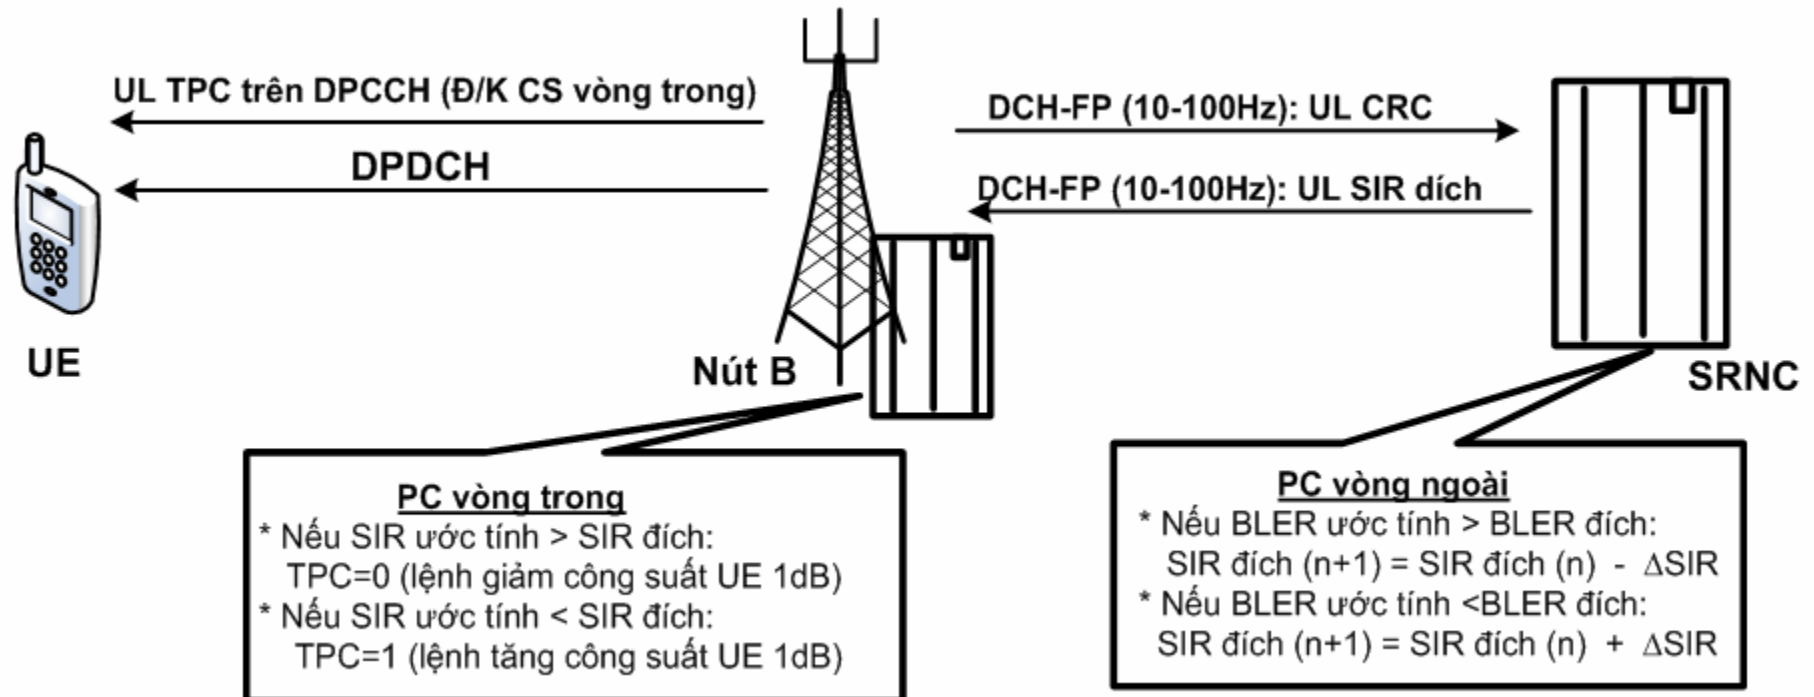 UL TPC trên DPCCH (Đ/K CS vòng trong)
DPDCH
DCH-FP (10-100Hz): UL CRC
DCH-FP (10-100Hz): UL SIR dích
UE
Nút B
SRNC
PC vòng trong
* Nếu SIR ước tính > SIR đích:
TPC=0 (lệnh giảm công suất UE 1dB)
* Nếu SIR ước tính < SIR đích:
TPC=1 (lệnh tăng công suất UE 1dB)
PC vòng ngoài
* Nếu BLER ước tính > BLER đích:
SIR đích (n+1) = SIR đích (n) - ΔSIR
* Nếu BLER ước tính <BLER đích:
SIR đích (n+1) = SIR đích (n) + ΔSIR